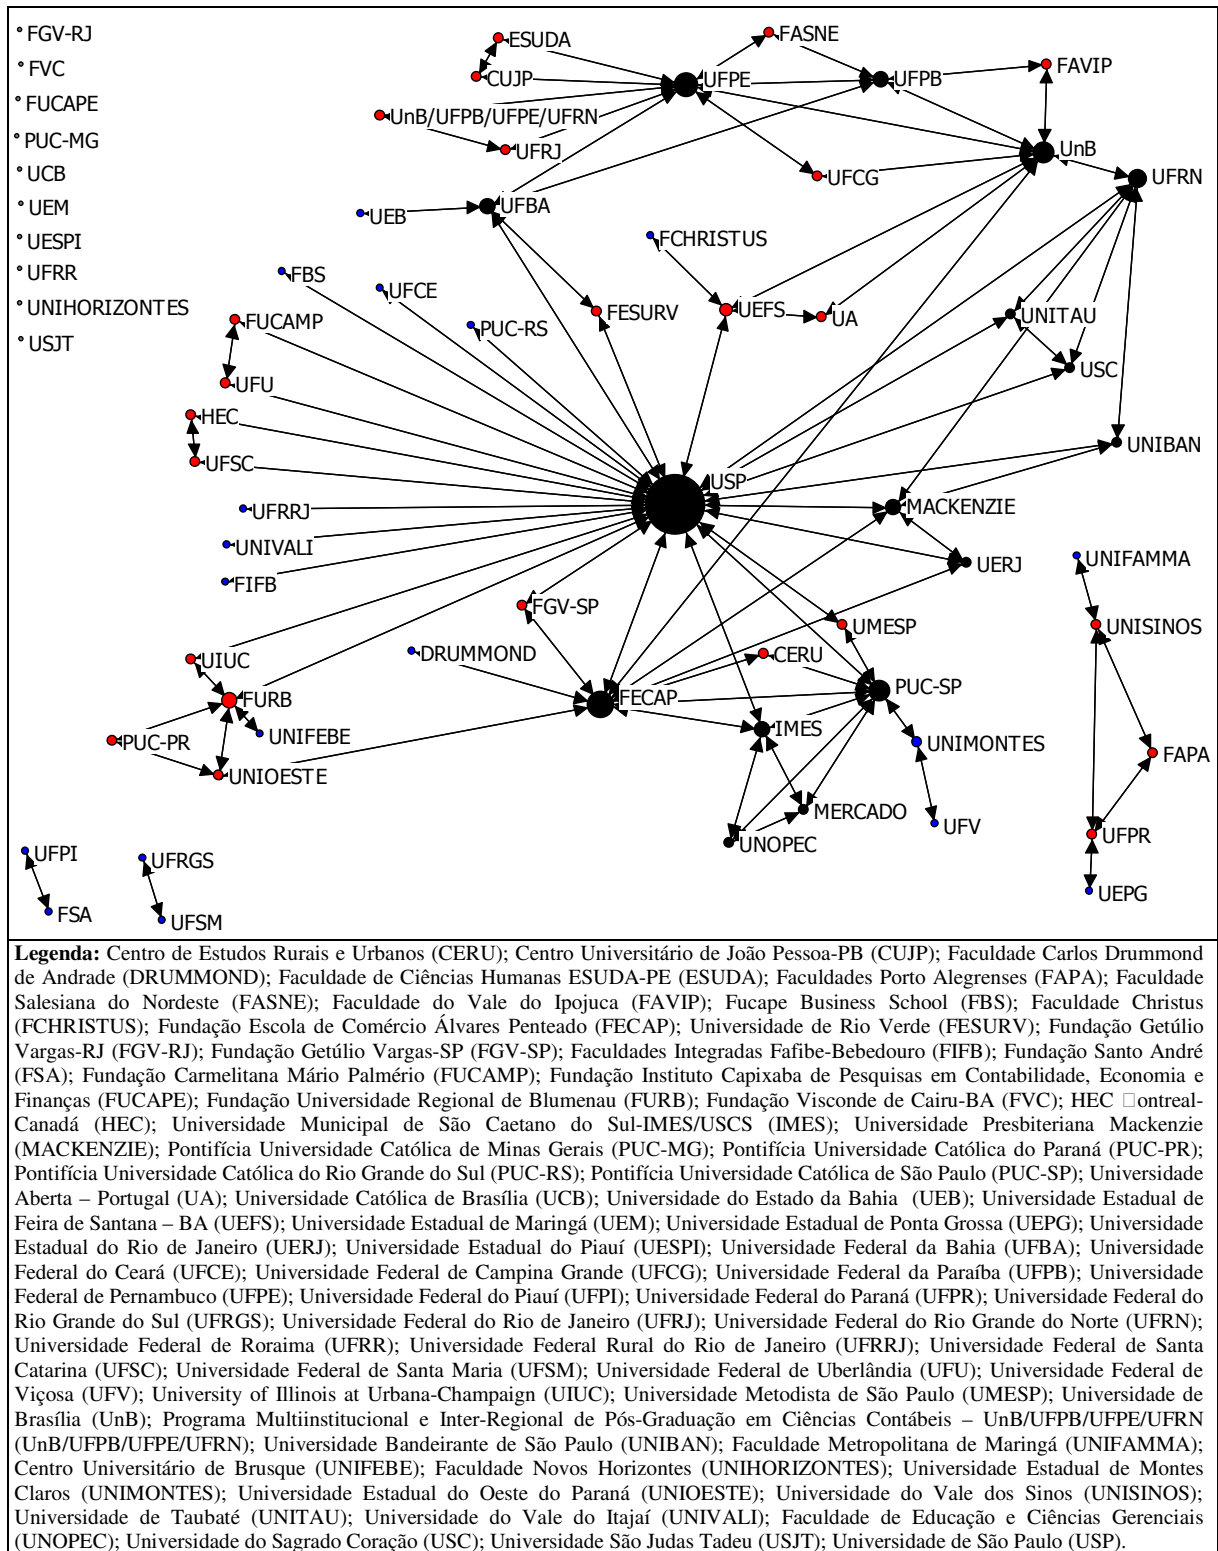 FGV-RJ
FVC
FUCAPE
PUC-MG
UCB
UEM
UESPI
UFRR
UNIHORIZONTES
USJT
ESUDA
FASNE
CUJP
UFPE
UFPB
FAVIP
UnB/UFPB/UFPE/UFRN
UFRJ
UnB
UFCG
UFRN
UEB
UFBA
FCHRISTUS
FBS
UFCE
PUC-RS
FESURV
UEFS
UA
UNITAU
FUCAMP
USC
UFU
HEC
UNIBAN
UFSC
USP
UFRRJ
MACKENZIE
UNIVALI
UERJ
UNIFAMMA
FIFB
FGV-SP
UMESP
UNISINOS
DRUMMOND
CERU
UIUC
FURB
FECAP
PUC-SP
UNIFEBE
IMES
UNIMONTES
PUC-PR
FAPA
UNIOESTE
MERCADO
UFV
UNOPEC
UFPR
UFPI
UFRGS
UEPG
FSA
UFSM
Legenda: Centro de Estudos Rurais e Urbanos (CERU); Centro Universitário de João Pessoa-PB (CUJP); Faculdade Carlos Drummond
de Andrade (DRUMMOND); Faculdade de Ciências Humanas ESUDA-PE (ESUDA); Faculdades Porto Alegrenses (FAPA); Faculdade
Salesiana do Nordeste (FASNE); Faculdade do Vale do Ipojuca (FAVIP); Fucape Business School (FBS); Faculdade Christus
(FCHRISTUS); Fundação Escola de Comércio Álvares Penteado (FECAP); Universidade de Rio Verde (FESURV); Fundação Getúlio
Vargas-RJ (FGV-RJ); Fundação Getúlio Vargas-SP (FGV-SP); Faculdades Integradas Fafibe-Bebedouro (FIFB); Fundação Santo André
(FSA); Fundação Carmelitana Mário Palmério (FUCAMP); Fundação Instituto Capixaba de Pesquisas em Contabilidade, Economia e
Finanças (FUCAPE); Fundação Universidade Regional de Blumenau (FURB); Fundação Visconde de Cairu-BA (FVC); HEC □ontreal-
Canadá (HEC); Universidade Municipal de São Caetano do Sul-IMES/USCS (IMES); Universidade Presbiteriana Mackenzie
(MACKENZIE); Pontifícia Universidade Católica de Minas Gerais (PUC-MG); Pontifícia Universidade Católica do Paraná (PUC-PR);
Pontifícia Universidade Católica do Rio Grande do Sul (PUC-RS); Pontifícia Universidade Católica de São Paulo (PUC-SP); Universidade
Aberta – Portugal (UA); Universidade Católica de Brasília (UCB); Universidade do Estado da Bahia (UEB); Universidade Estadual de
Feira de Santana – BA (UEFS); Universidade Estadual de Maringá (UEM); Universidade Estadual de Ponta Grossa (UEPG); Universidade
Estadual do Rio de Janeiro (UERJ); Universidade Estadual do Piauí (UESPI); Universidade Federal da Bahia (UFBA); Universidade
Federal do Ceará (UFCE); Universidade Federal de Campina Grande (UFCG); Universidade Federal da Paraíba (UFPB); Universidade
Federal de Pernambuco (UFPE); Universidade Federal do Piauí (UFPI); Universidade Federal do Paraná (UFPR); Universidade Federal do
Rio Grande do Sul (UFRGS); Universidade Federal do Rio de Janeiro (UFRJ); Universidade Federal do Rio Grande do Norte (UFRN);
Universidade Federal de Roraima (UFRR); Universidade Federal Rural do Rio de Janeiro (UFRRJ); Universidade Federal de Santa
Catarina (UFSC); Universidade Federal de Santa Maria (UFSM); Universidade Federal de Uberlândia (UFU); Universidade Federal de
Viçosa (UFV); University of Illinois at Urbana-Champaign (UIUC); Universidade Metodista de São Paulo (UMESP); Universidade de
Brasília (UnB); Programa Multiinstitucional e Inter-Regional de Pós-Graduação em Ciências Contábeis – UnB/UFPB/UFPE/UFRN
(UnB/UFPB/UFPE/UFRN); Universidade Bandeirante de São Paulo (UNIBAN); Faculdade Metropolitana de Maringá (UNIFAMMA);
Centro Universitário de Brusque (UNIFEBE); Faculdade Novos Horizontes (UNIHORIZONTES); Universidade Estadual de Montes
Claros (UNIMONTES); Universidade Estadual do Oeste do Paraná (UNIOESTE); Universidade do Vale dos Sinos (UNISINOS);
Universidade de Taubaté (UNITAU); Universidade do Vale do Itajaí (UNIVALI); Faculdade de Educação e Ciências Gerenciais
(UNOPEC); Universidade do Sagrado Coração (USC); Universidade São Judas Tadeu (USJT); Universidade de São Paulo (USP).